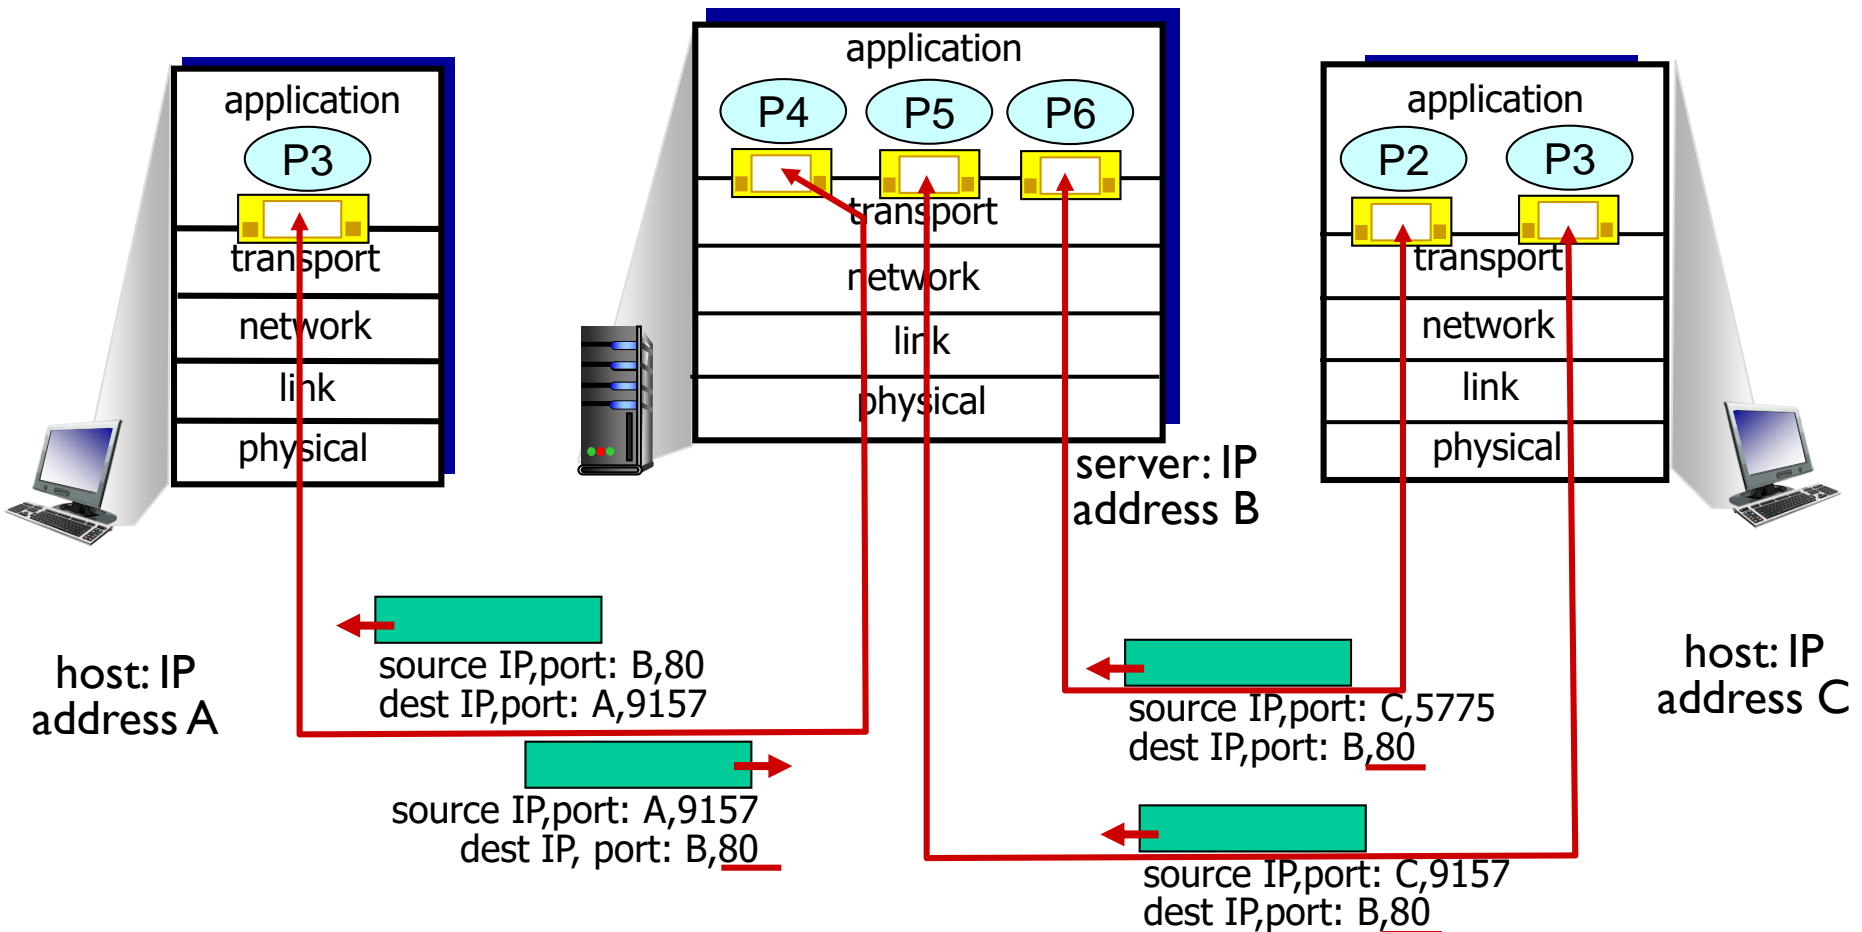 application
P3
transport
network
link
physical
host: IP
address A
application
P4 P5 P6
transport
network
link
physical
server: IP
address B
application
P2 P3
transport
network
link
physical
host: IP
address C
source IP,port: B,80
dest IP,port: A,9157
source IP,port: A,9157
dest IP, port: B,80
source IP,port: C,5775
dest IP,port: B,80
source IP,port: C,9157
dest IP,port: B,80